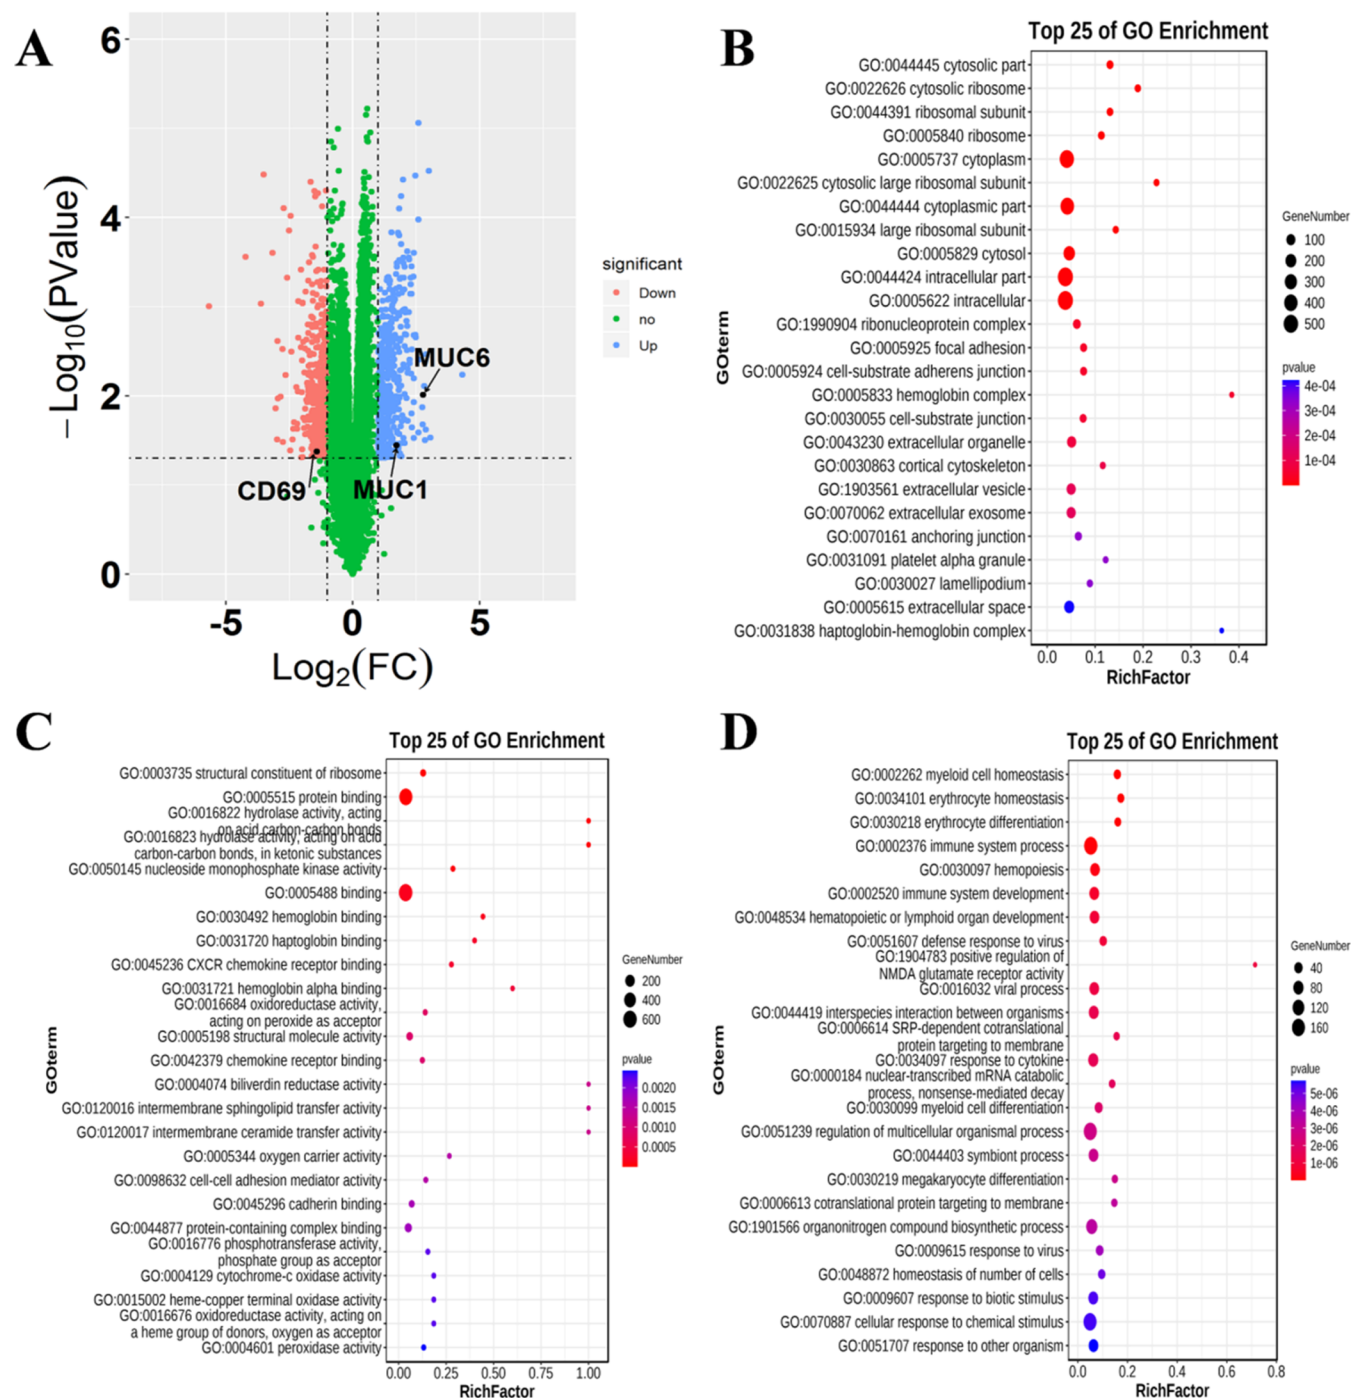 A
6
4
2
0
-5
0
5
−Log10(PValue)
Log2(FC)
MUC6
CD69
MUC1
significant
Down
no
Up
B
Top 25 of GO Enrichment
GO:0044445 cytosolic part
GO:0022626 cytosolic ribosome
GO:0044391 ribosomal subunit
GO:0005840 ribosome
GO:0005737 cytoplasm
GO:0022625 cytosolic large ribosomal subunit
GO:0044444 cytoplasmic part
GO:0015934 large ribosomal subunit
GO:0005829 cytosol
GO:0044424 intracellular part
GO:0005622 intracellular
GO:1990904 ribonucleoprotein complex
GO:0005925 focal adhesion
GO:0005924 cell-substrate adherens junction
GO:0005833 hemoglobin complex
GO:0030055 cell-substrate junction
GO:0043230 extracellular organelle
GO:0030863 cortical cytoskeleton
GO:1903561 extracellular vesicle
GO:0070062 extracellular exosome
GO:0070161 anchoring junction
GO:0031091 platelet alpha granule
GO:0030027 lamellipodium
GO:0005615 extracellular space
GO:0031838 haptoglobin-hemoglobin complex
GOterm
0.0 0.1 0.2 0.3 0.4
RichFactor
GeneNumber
100
200
300
400
500
pvalue
4e-04
3e-04
2e-04
1e-04
C
Top 25 of GO Enrichment
GO:0003735 structural constituent of ribosome
GO:0005515 protein binding
GO:0016822 hydrolase activity, acting
on acid carbon-carbon bonds
GO:0016823 hydrolase activity, acting on acid
carbon-carbon bonds, in ketonic substances
GO:0050145 nucleoside monophosphate kinase activity
GO:0005488 binding
GO:0030492 hemoglobin binding
GO:0031720 haptoglobin binding
GO:0045236 CXCR chemokine receptor binding
GO:0031721 hemoglobin alpha binding
GO:0016684 oxidoreductase activity,
acting on peroxide as acceptor
GO:0005198 structural molecule activity
GO:0042379 chemokine receptor binding
GO:0004074 biliverdin reductase activity
GO:0120016 intermembrane sphingolipid transfer activity
GO:0120017 intermembrane ceramide transfer activity
GO:0005344 oxygen carrier activity
GO:0098632 cell-cell adhesion mediator activity
GO:0045296 cadherin binding
GO:0044877 protein-containing complex binding
GO:0016776 phosphotransferase activity,
phosphate group as acceptor
GO:0004129 cytochrome-c oxidase activity
GO:0015002 heme-copper terminal oxidase activity
GO:0016676 oxidoreductase activity, acting on
a heme group of donors, oxygen as acceptor
GO:0004601 peroxidase activity
GOterm
0.00 0.25 0.50 0.75 1.00
RichFactor
GeneNumber
200
400
600
pvalue
0.0020
0.0015
0.0010
0.0005
D
Top 25 of GO Enrichment
GO:0002262 myeloid cell homeostasis
GO:0034101 erythrocyte homeostasis
GO:0030218 erythrocyte differentiation
GO:0002376 immune system process
GO:0030097 hemopoiesis
GO:0002520 immune system development
GO:0048534 hematopoietic or lymphoid organ development
GO:0051607 defense response to virus
GO:1904783 positive regulation of
NMDA glutamate receptor activity
GO:0016032 viral process
GO:0044419 interspecies interaction between organisms
GO:0006614 SRP-dependent cotranslational
protein targeting to membrane
GO:0034097 response to cytokine
GO:0000184 nuclear-transcribed mRNA catabolic
process, nonsense-mediated decay
GO:0030099 myeloid cell differentiation
GO:0051239 regulation of multicellular organismal process
GO:0044403 symbiont process
GO:0030219 megakaryocyte differentiation
GO:0006613 cotranslational protein targeting to membrane
GO:1901566 organonitrogen compound biosynthetic process
GO:0009615 response to virus
GO:0048872 homeostasis of number of cells
GO:0009607 response to biotic stimulus
GO:0070887 cellular response to chemical stimulus
GO:0051707 response to other organism
GOterm
0.0 0.2 0.4 0.6 0.8
RichFactor
GeneNumber
40
80
120
160
pvalue
5e-06
4e-06
3e-06
2e-06
1e-06